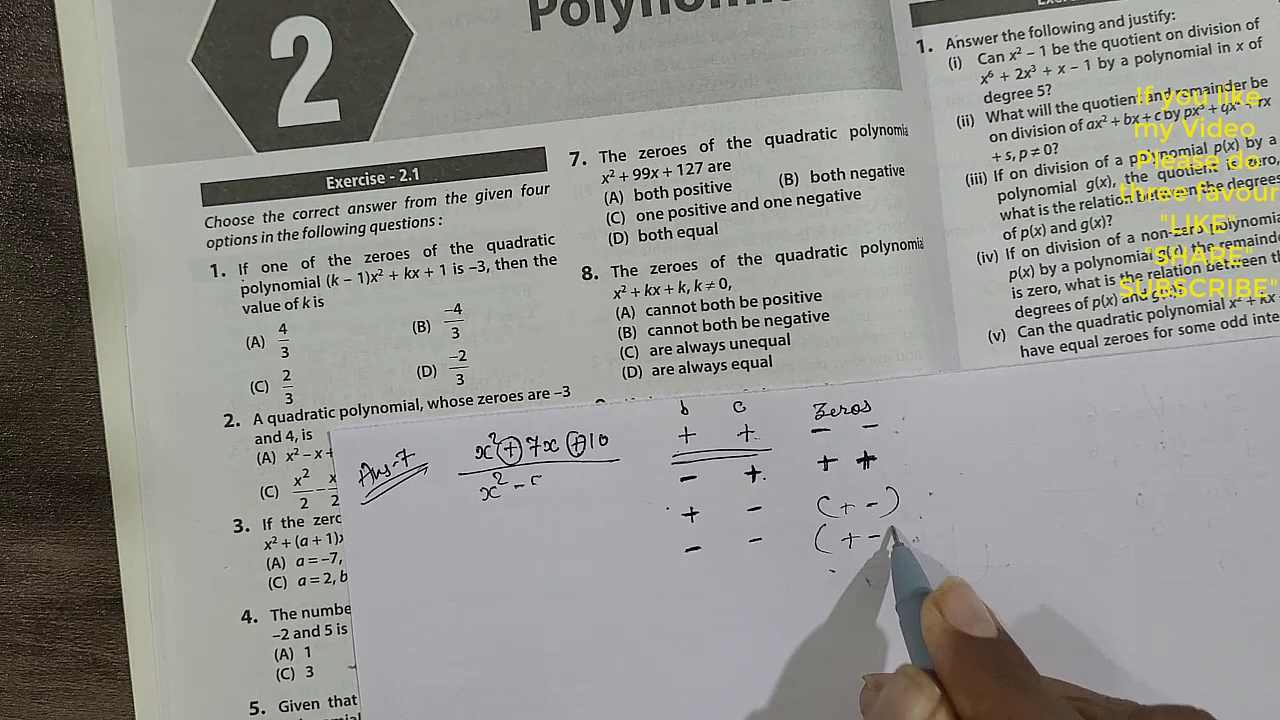 2
Exercise - 2.1
Choose the correct answer from the given four
options in the following questions :
1. If one of the zeroes of the quadratic
polynomial (k − 1)x² + kx + 1 is −3, then the
value of k is
(A) 4/3 (B) −4/3
(C) 2/3 (D) −2/3
2. A quadratic polynomial, whose zeroes are −3
and 4, is
(A) x² − x +
(C) x²/2 − x/2
3. If the zero
x² + (a + 1)x
(A) a = −7,
(C) a = 2, b
4. The numbe
−2 and 5 is
(A) 1
(C) 3
5. Given that
7. The zeroes of the quadratic polynomia
x² + 99x + 127 are
(A) both positive (B) both negative
(C) one positive and one negative
(D) both equal
8. The zeroes of the quadratic polynomia
x² + kx + k, k ≠ 0,
(A) cannot both be positive
(B) cannot both be negative
(C) are always unequal
(D) are always equal
1. Answer the following and justify:
(i) Can x² − 1 be the quotient on division of
x⁶ + 2x³ + x − 1 by a polynomial in x of
degree 5?
(ii) What will the quotient and remainder be
on division of ax² + bx + c by px³ + qx² + rx
+ s, p ≠ 0?
(iii) If on division of a polynomial p(x) by a
polynomial g(x), the quotient is zero,
what is the relation between the degrees
of p(x) and g(x)?
(iv) If on division of a non-zero polynomia
p(x) by a polynomial g(x), the remainde
is zero, what is the relation between th
degrees of p(x) and g(x)?
(v) Can the quadratic polynomial x² + kx
have equal zeroes for some odd inte
If you like
my Video
Please do
three favour
"LIKE"
"SHARE
SUBSCRIBE"
Ans-7
x² + 7x + 10
x² −
b c Zeros
+ + − −
− + + +
+ − (+ −)
− − (+ −